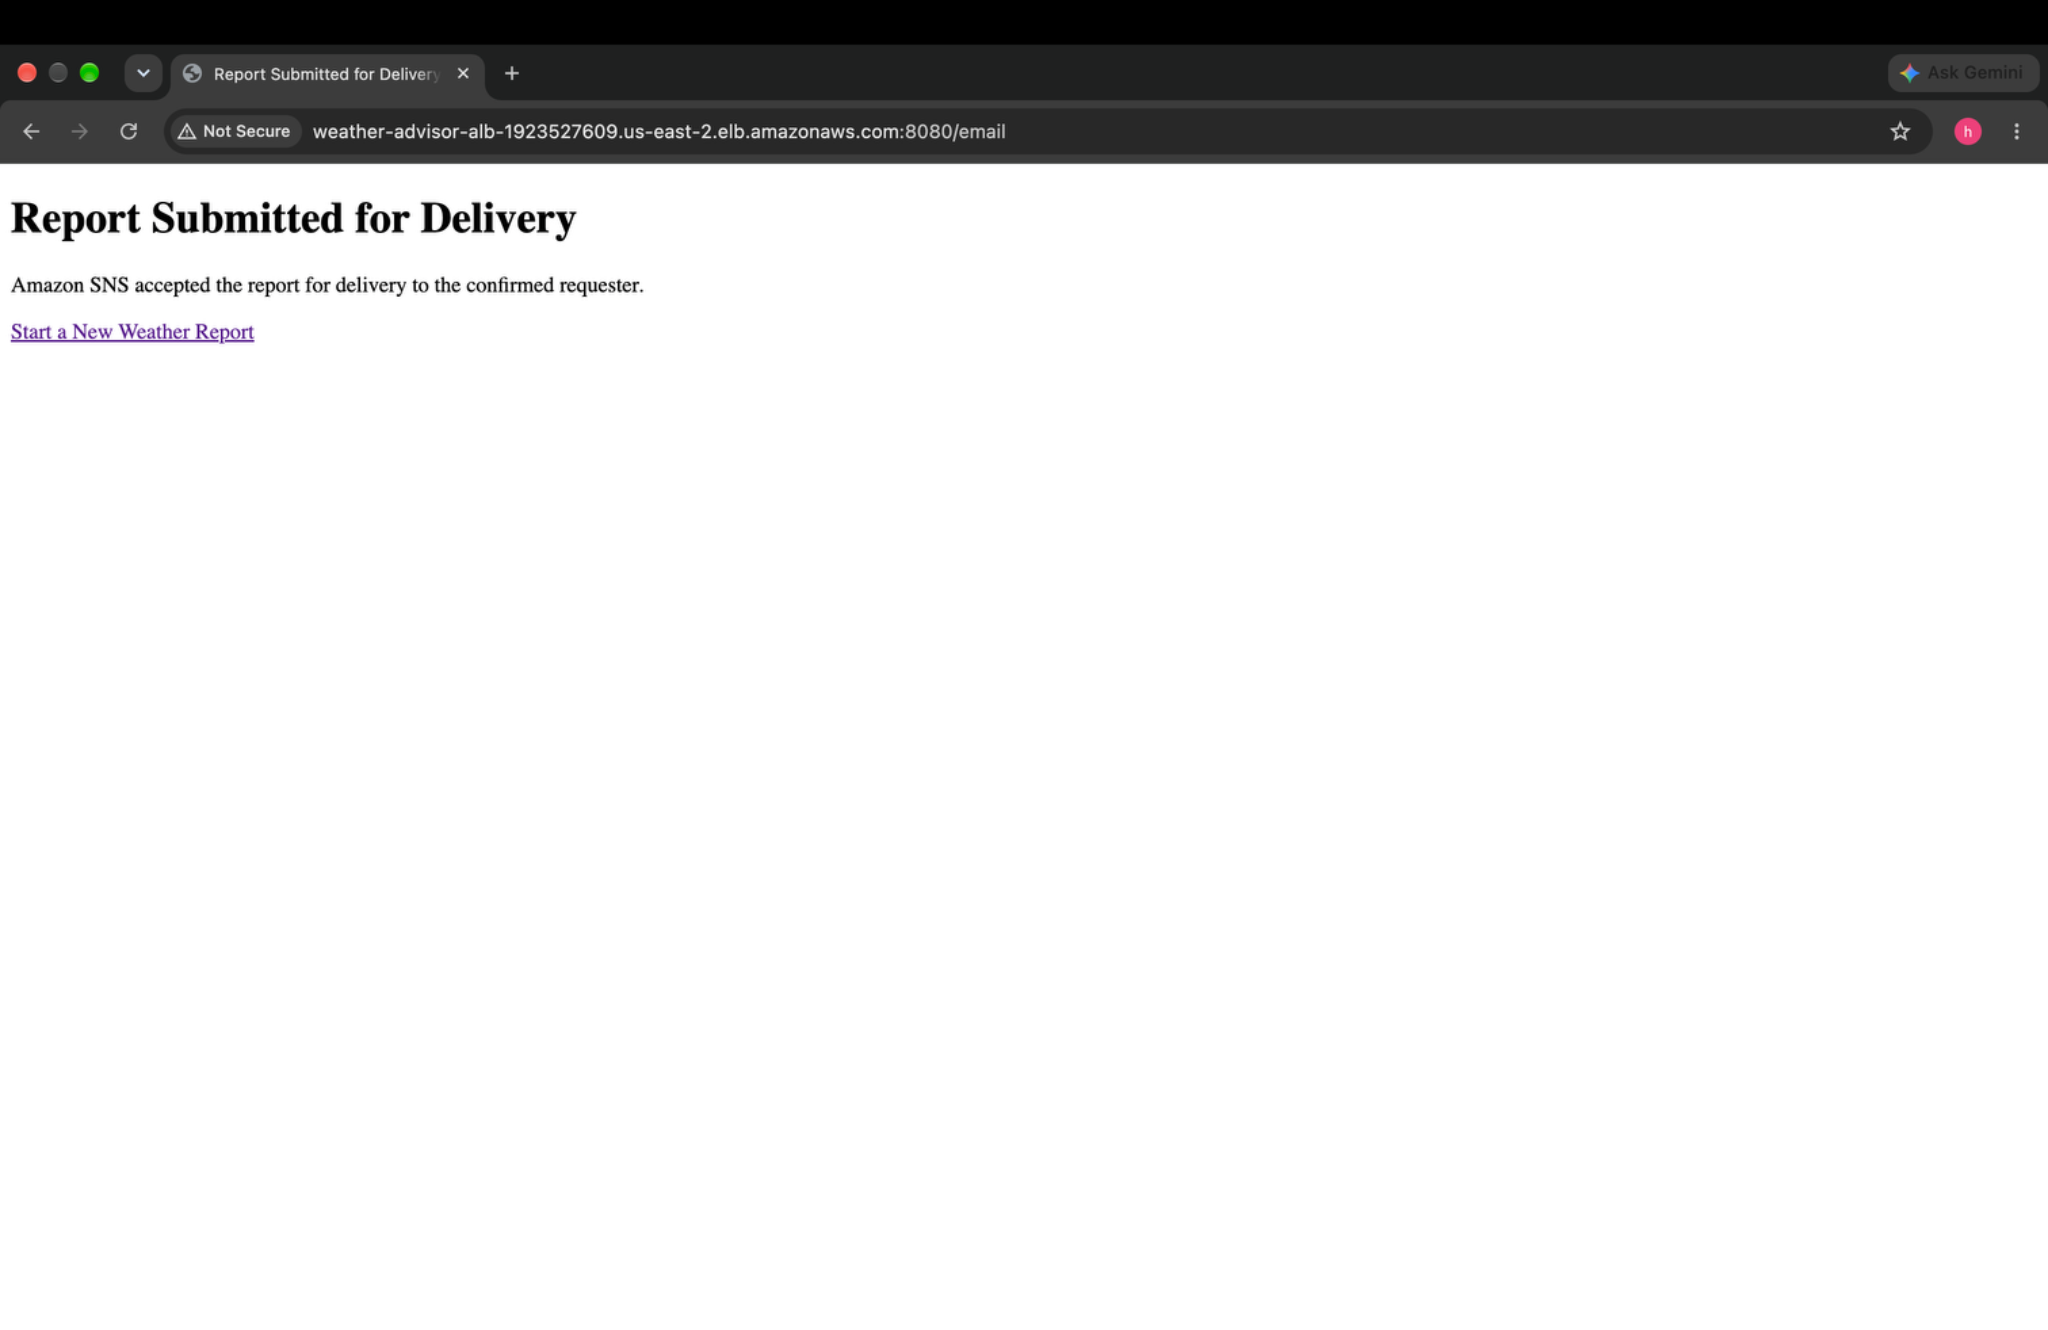 Report Submitted for Delivery
Ask Gemini
Not Secure
weather-advisor-alb-1923527609.us-east-2.elb.amazonaws.com:8080/email
h
Report Submitted for Delivery
Amazon SNS accepted the report for delivery to the confirmed requester.
Start a New Weather Report